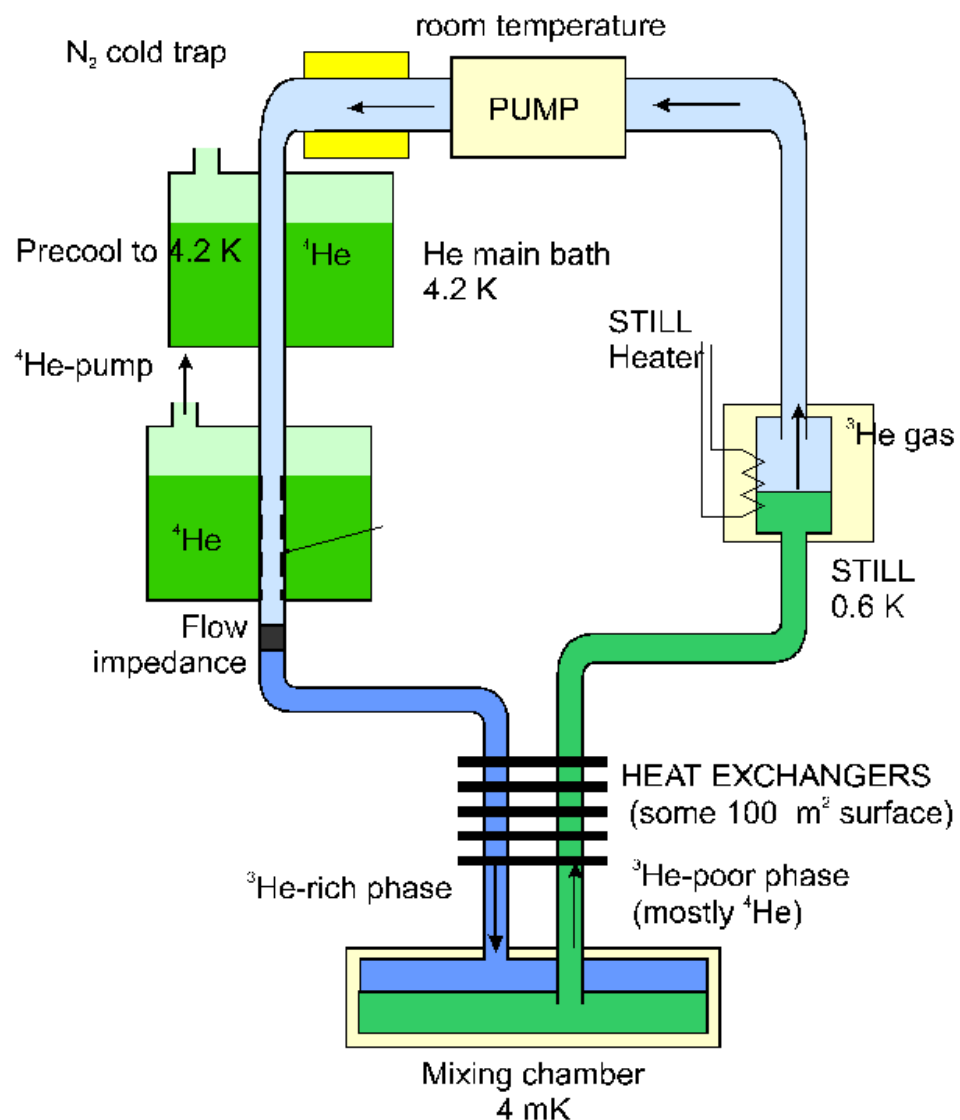 room temperature
N₂ cold trap
PUMP
Precool to 4.2 K
⁴He
He main bath
4.2 K
STILL
Heater
⁴He-pump
³He gas
⁴He
STILL
0.6 K
Flow
impedance
HEAT EXCHANGERS
(some 100 m² surface)
³He-rich phase
³He-poor phase
(mostly ⁴He)
Mixing chamber
4 mK